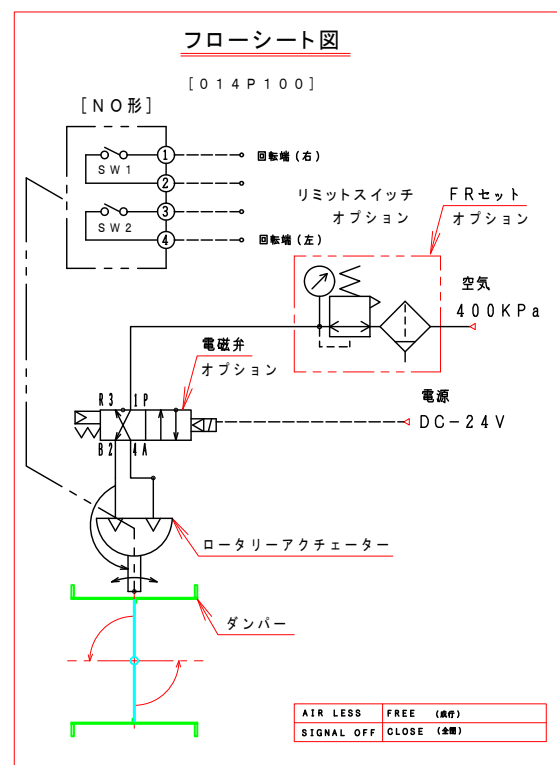 フローシート図
[014P100]
[NO形]
1
SW1
2
3
SW2
4
回転端(右)
回転端(左)
リミットスイッチ
オプション
FRセット
オプション
空気
400KPa
電磁弁
オプション
電源
DC-24V
R3 1P
B2 4A
ロータリーアクチェーター
ダンパー
AIR LESS FREE (成行)
SIGNAL OFF CLOSE (全閉)